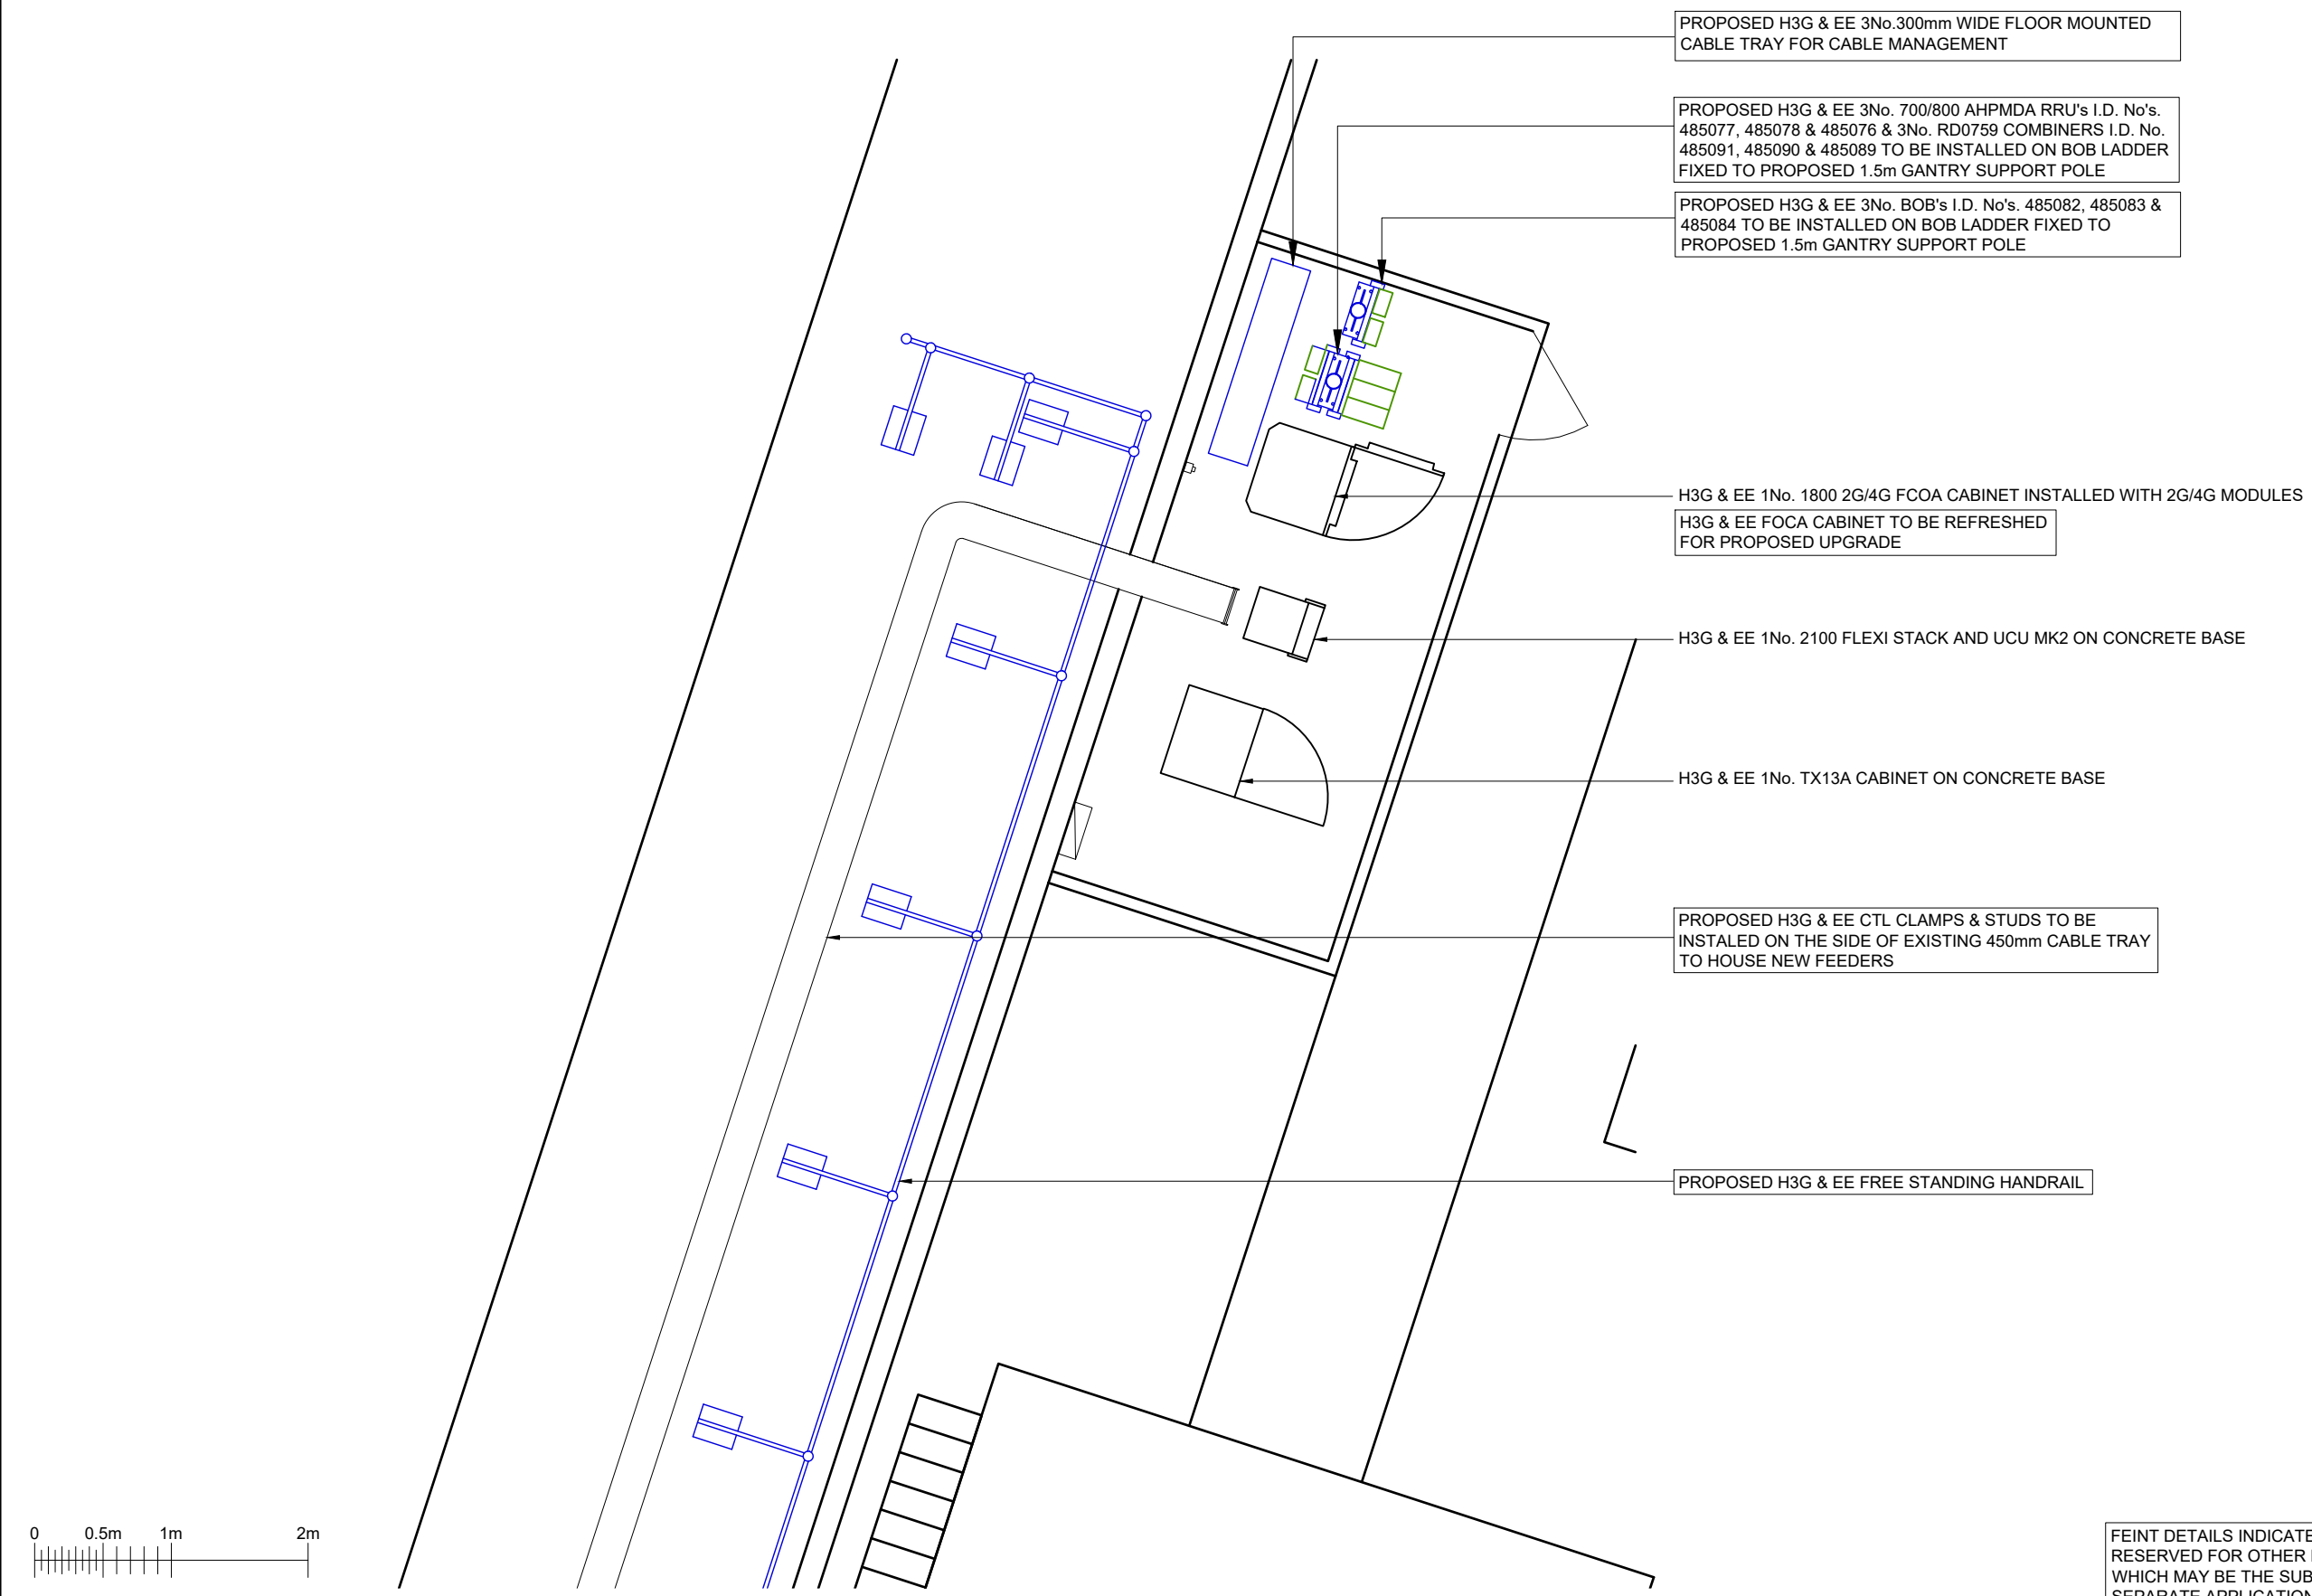 PROPOSED H3G & EE 3No.300mm WIDE FLOOR MOUNTED
CABLE TRAY FOR CABLE MANAGEMENT
PROPOSED H3G & EE 3No. 700/800 AHPMDA RRU's I.D. No's.
485077, 485078 & 485076 & 3No. RD0759 COMBINERS I.D. No.
485091, 485090 & 485089 TO BE INSTALLED ON BOB LADDER
FIXED TO PROPOSED 1.5m GANTRY SUPPORT POLE
PROPOSED H3G & EE 3No. BOB's I.D. No's. 485082, 485083 &
485084 TO BE INSTALLED ON BOB LADDER FIXED TO
PROPOSED 1.5m GANTRY SUPPORT POLE
H3G & EE 1No. 1800 2G/4G FCOA CABINET INSTALLED WITH 2G/4G MODULES
H3G & EE FOCA CABINET TO BE REFRESHED
FOR PROPOSED UPGRADE
H3G & EE 1No. 2100 FLEXI STACK AND UCU MK2 ON CONCRETE BASE
H3G & EE 1No. TX13A CABINET ON CONCRETE BASE
PROPOSED H3G & EE CTL CLAMPS & STUDS TO BE
INSTALED ON THE SIDE OF EXISTING 450mm CABLE TRAY
TO HOUSE NEW FEEDERS
PROPOSED H3G & EE FREE STANDING HANDRAIL
0 0.5m 1m 2m
FEINT DETAILS INDICATE
RESERVED FOR OTHER
WHICH MAY BE THE SUB
SEPARATE APPLICATION